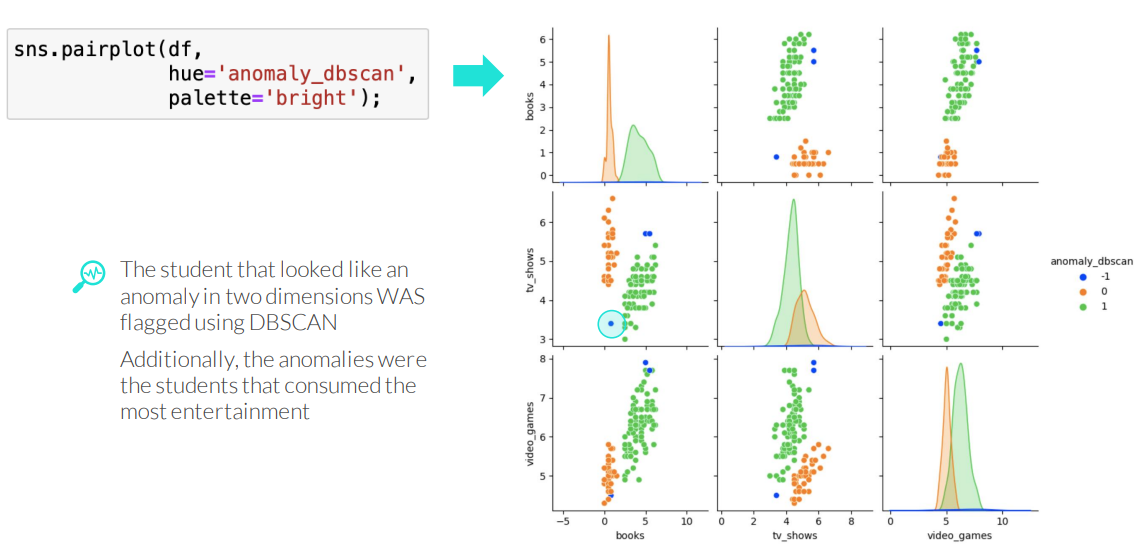 sns.pairplot(df,
hue='anomaly_dbscan',
palette='bright');
The student that looked like an
anomaly in two dimensions WAS
flagged using DBSCAN
Additionally, the anomalies were
the students that consumed the
most entertainment
books
6
5
4
3
2
1
0
tv_shows
6
5
4
3
video_games
8
7
6
5
−5 0 5 10
books
0 2 4 6 8
tv_shows
0 5 10
video_games
anomaly_dbscan
-1
0
1